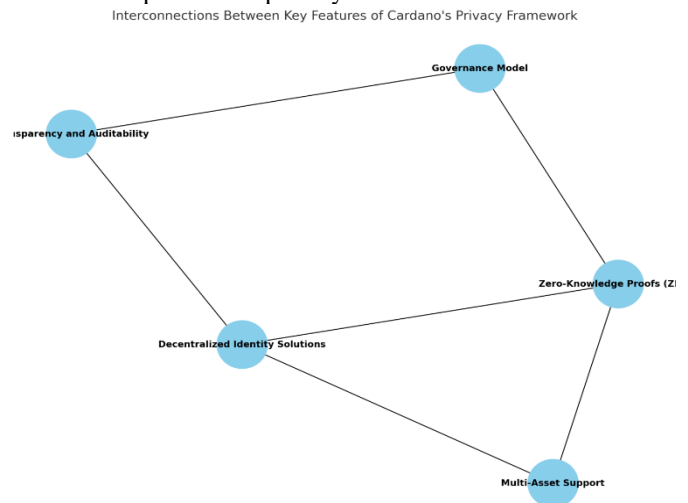 Interconnections Between Key Features of Cardano's Privacy Framework
Governance Model
nsparency and Auditability
Zero-Knowledge Proofs (ZI
Decentralized Identity Solutions
Multi-Asset Support